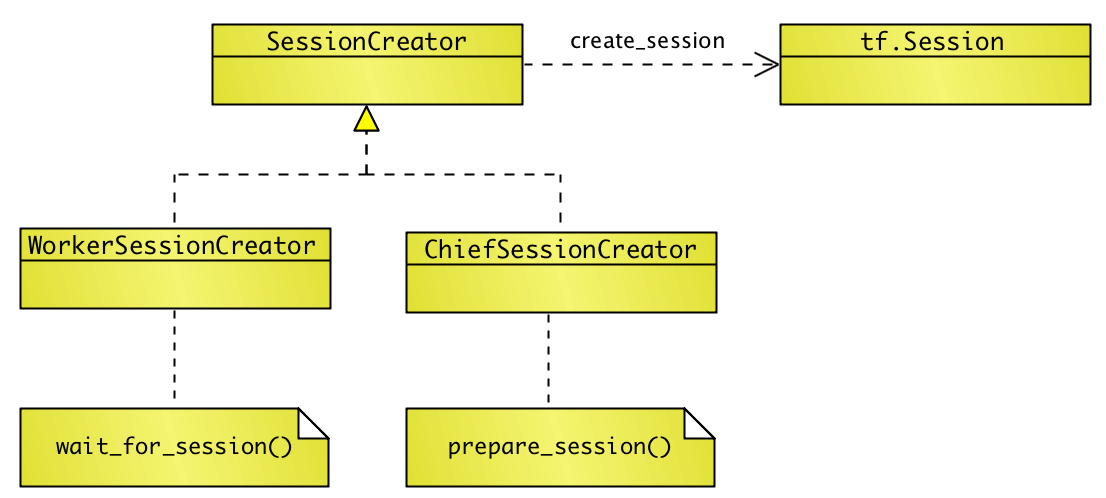 SessionCreator
create_session
tf.Session
WorkerSessionCreator
ChiefSessionCreator
wait_for_session()
prepare_session()